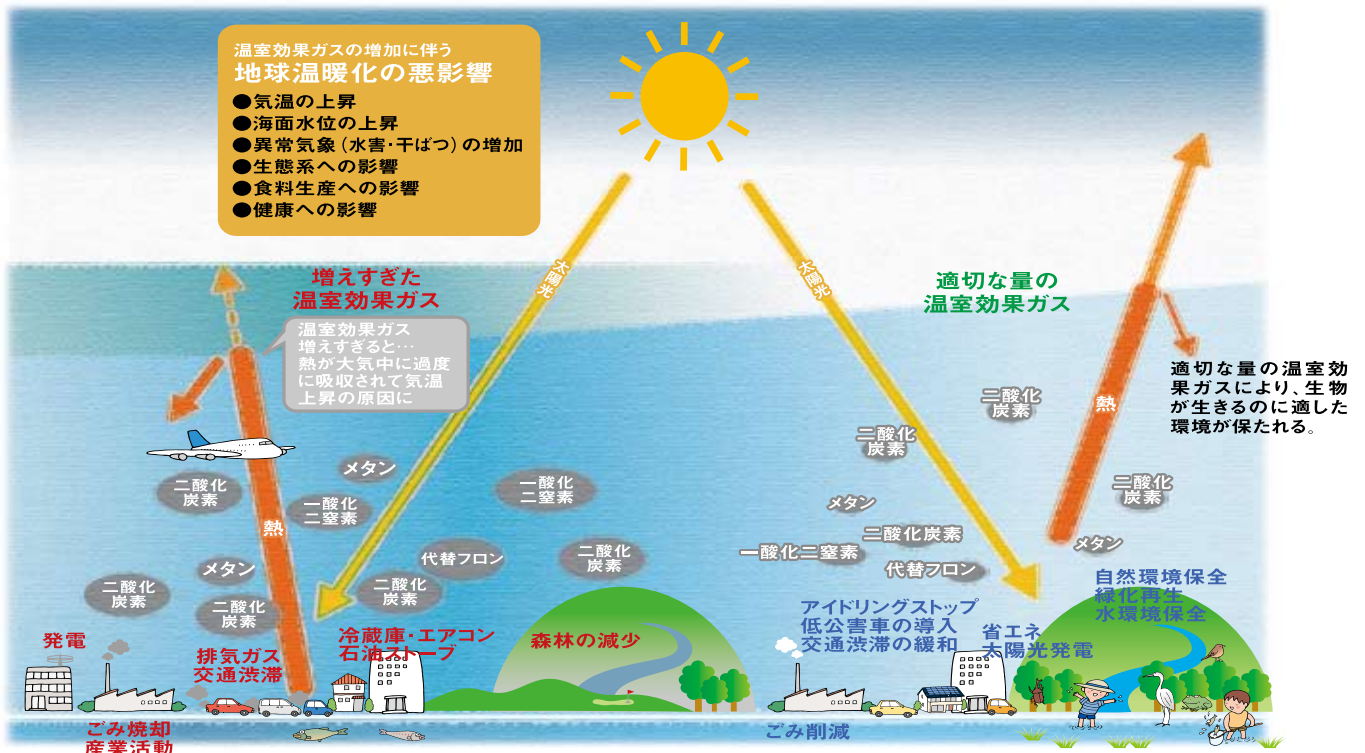 温室効果ガスの増加に伴う
地球温暖化の悪影響
●気温の上昇
●海面水位の上昇
●異常気象（水害・干ばつ）の増加
●生態系への影響
●食料生産への影響
●健康への影響
増えすぎた
温室効果ガス
温室効果ガス
増えすぎると…
熱が大気中に過度
に吸収されて気温
上昇の原因に
太陽光
太陽光
適切な量の
温室効果ガス
適切な量の温室効
果ガスにより、生物
が生きるのに適した
環境が保たれる。
熱
熱
二酸化
炭素
メタン
一酸化
二窒素
一酸化
二窒素
代替フロン
二酸化
炭素
メタン
二酸化
炭素
二酸化
炭素
二酸化
炭素
二酸化
炭素
二酸化
炭素
メタン
二酸化炭素
一酸化二窒素
代替フロン
二酸化
炭素
メタン
発電
排気ガス
交通渋滞
冷蔵庫・エアコン
石油ストーブ
森林の減少
ごみ焼却
産業活動
アイドリングストップ
低公害車の導入
交通渋滞の緩和
省エネ
太陽光発電
自然環境保全
緑化再生
水環境保全
ごみ削減